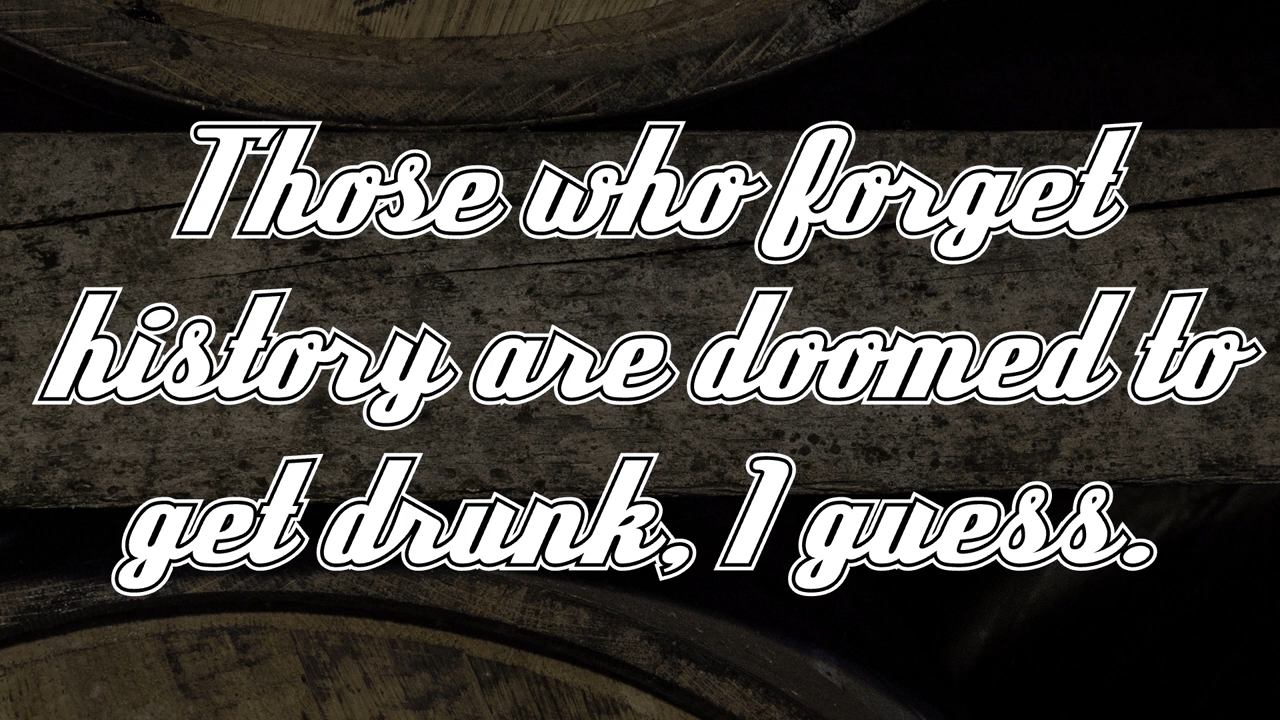 Those who forget
history are doomed to
get drunk, I guess.